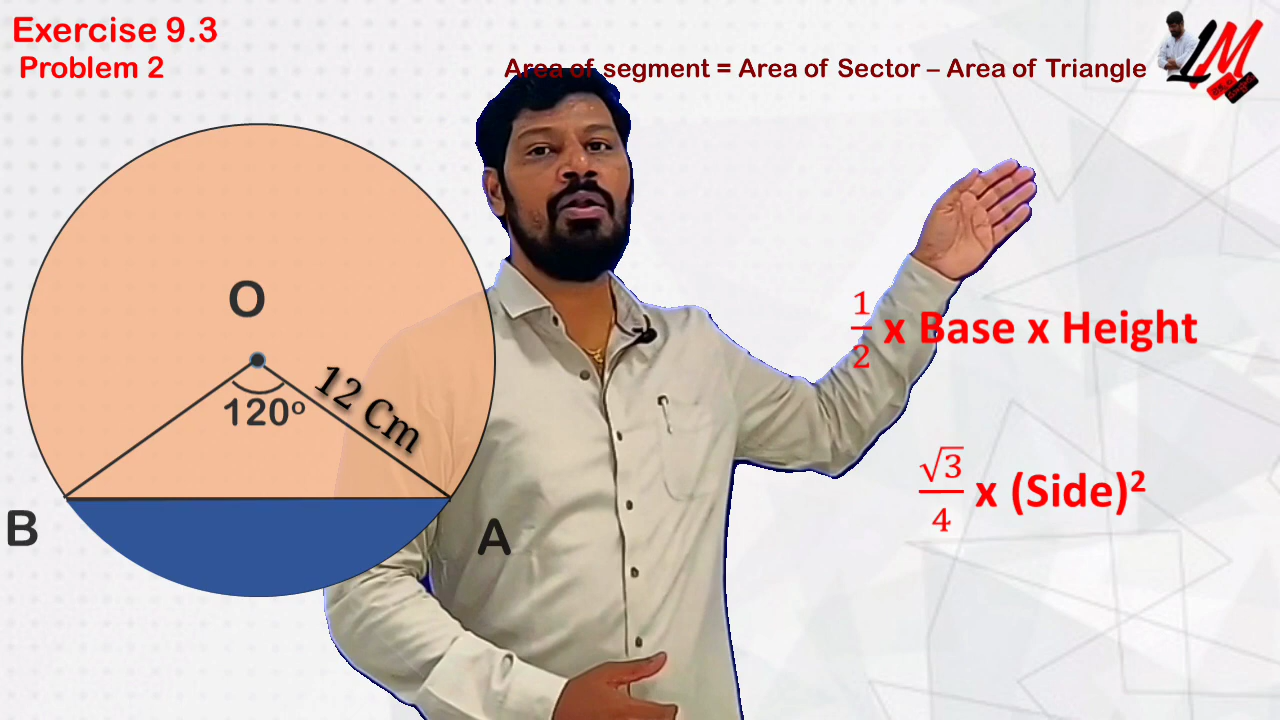 Exercise 9.3
Problem 2
Area of segment = Area of Sector – Area of Triangle
LM
O
120°
12 Cm
B
A
1/2 x Base x Height
√3/4 x (Side)²